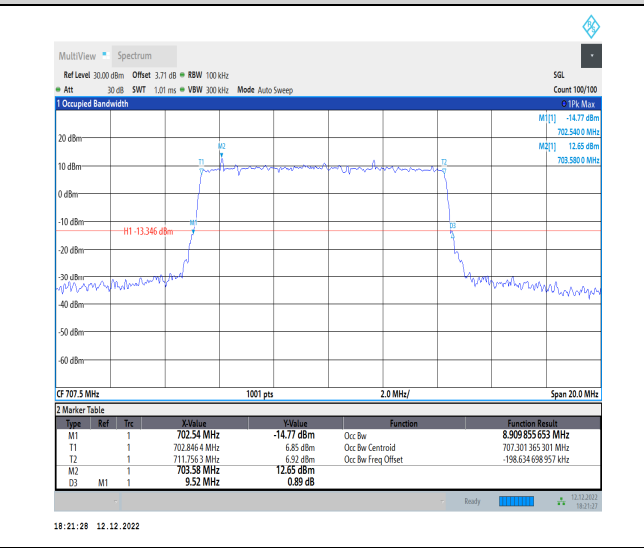 MultiView Spectrum
Ref Level 30.00 dBm Offset 3.71 dB RBW 100 kHz SGL
Att 30 dB SWT 1.01 ms VBW 300 kHz Mode Auto Sweep Count 100/100
1 Occupied Bandwidth 1Pk Max
M1[1] -14.77 dBm
702.540 0 MHz
M2[1] 12.65 dBm
703.580 0 MHz
20 dBm
M2
T1
T2
10 dBm
0 dBm
-10 dBm
M1
D3
H1 -13.346 dBm
-20 dBm
-30 dBm
-40 dBm
-50 dBm
-60 dBm
CF 707.5 MHz 1001 pts 2.0 MHz/ Span 20.0 MHz
2 Marker Table
Type Ref Trc X-Value Y-Value Function Function Result
M1 1 702.54 MHz -14.77 dBm Occ Bw 8.909 855 653 MHz
T1 1 702.846 4 MHz 6.85 dBm Occ Bw Centroid 707.301 365 301 MHz
T2 1 711.756 3 MHz 6.92 dBm Occ Bw Freq Offset -198.634 698 957 kHz
M2 1 703.58 MHz 12.65 dBm
D3 M1 1 9.52 MHz 0.89 dB
Ready 12.12.2022
18:21:27
18:21:28 12.12.2022